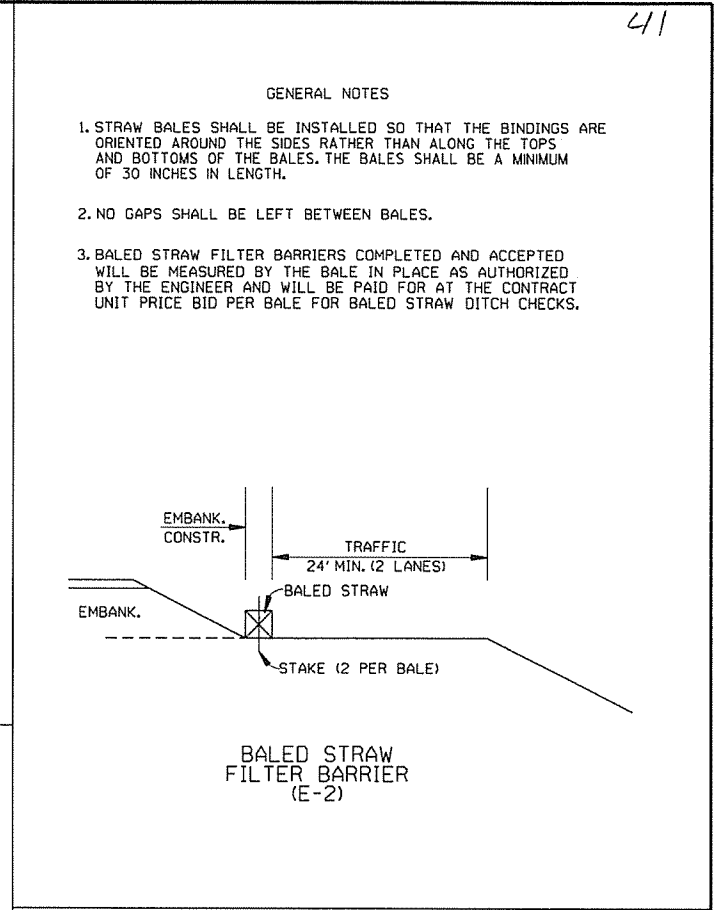 41
GENERAL NOTES
1. STRAW BALES SHALL BE INSTALLED SO THAT THE BINDINGS ARE
ORIENTED AROUND THE SIDES RATHER THAN ALONG THE TOPS
AND BOTTOMS OF THE BALES. THE BALES SHALL BE A MINIMUM
OF 30 INCHES IN LENGTH.
2. NO GAPS SHALL BE LEFT BETWEEN BALES.
3. BALED STRAW FILTER BARRIERS COMPLETED AND ACCEPTED
WILL BE MEASURED BY THE BALE IN PLACE AS AUTHORIZED
BY THE ENGINEER AND WILL BE PAID FOR AT THE CONTRACT
UNIT PRICE BID PER BALE FOR BALED STRAW DITCH CHECKS.
EMBANK.
CONSTR.
TRAFFIC
24' MIN. (2 LANES)
BALED STRAW
EMBANK.
STAKE (2 PER BALE)
BALED STRAW
FILTER BARRIER
(E-2)